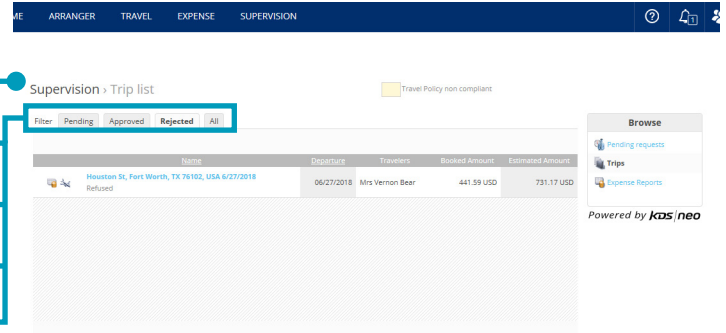 ME ARRANGER TRAVEL EXPENSE SUPERVISION 1
Supervision › Trip list
Travel Policy non compliant
Filter Pending Approved Rejected All
Name Departure Travelers Booked Amount Estimated Amount
Houston St, Fort Worth, TX 76102, USA 6/27/2018 06/27/2018 Mrs Vernon Bear 441.59 USD 731.17 USD
Refused
Browse
Pending requests
Trips
Expense Reports
Powered by kDS|neo